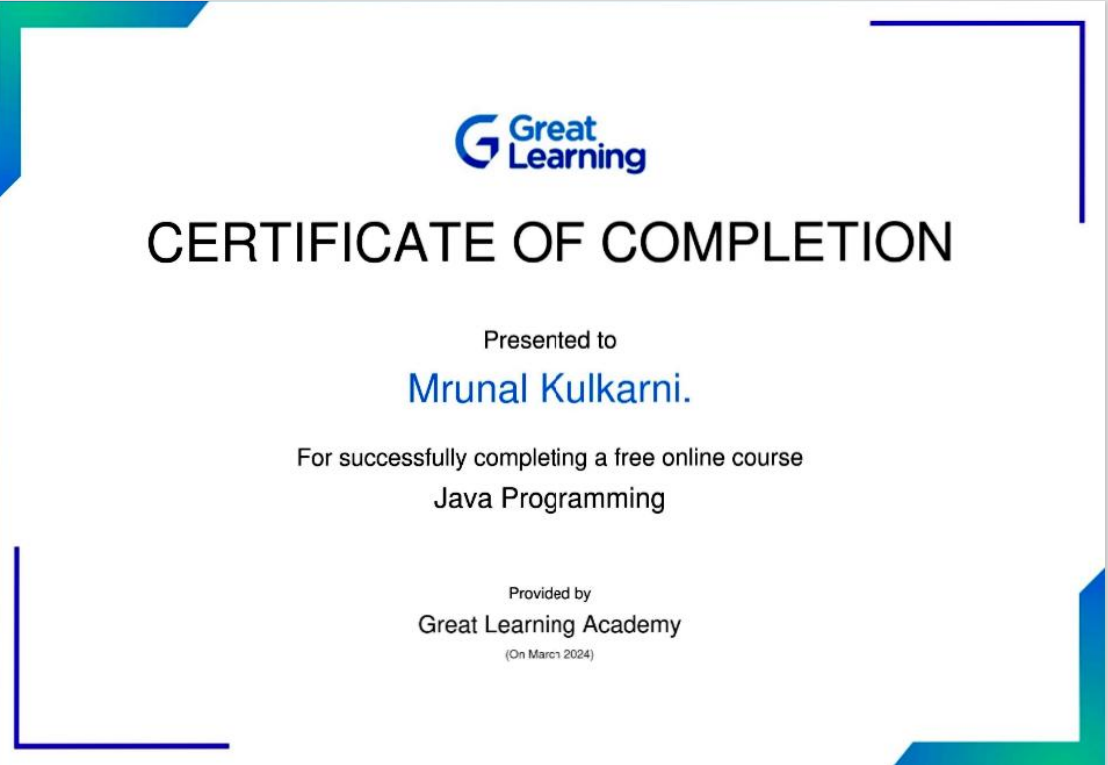 Great
Learning
CERTIFICATE OF COMPLETION
Presented to
Mrunal Kulkarni.
For successfully completing a free online course
Java Programming
Provided by
Great Learning Academy
(On March 2024)